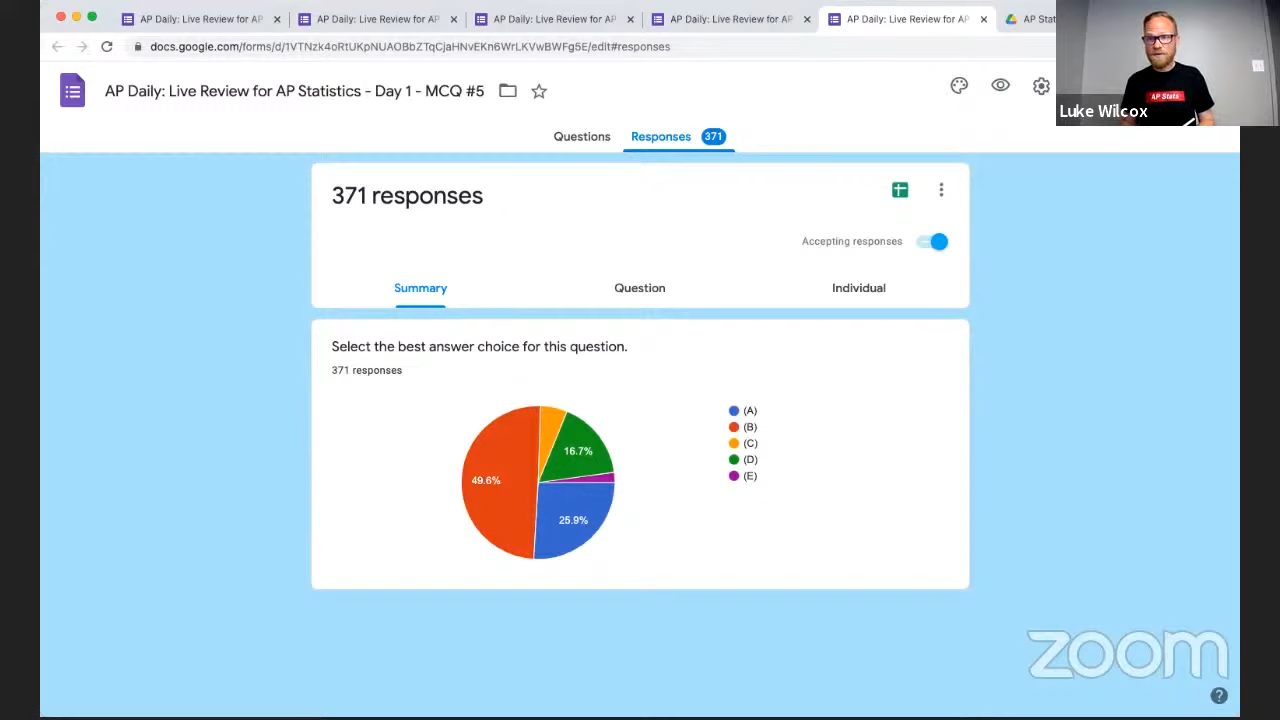 AP Daily: Live Review for AP
AP Daily: Live Review for AP
AP Daily: Live Review for AP
AP Daily: Live Review for AP
AP Daily: Live Review for AP
AP Stat
docs.google.com/forms/d/1VTNzk4oRtUKpNUAOBbZTqCjaHNvEKn6WrLKVwBWFg5E/edit#responses
AP Daily: Live Review for AP Statistics - Day 1 - MCQ #5
AP Stats
Luke Wilcox
Questions
Responses 371
371 responses
Accepting responses
Summary
Question
Individual
Select the best answer choice for this question.
371 responses
16.7%
49.6%
25.9%
(A)
(B)
(C)
(D)
(E)
zoom
?